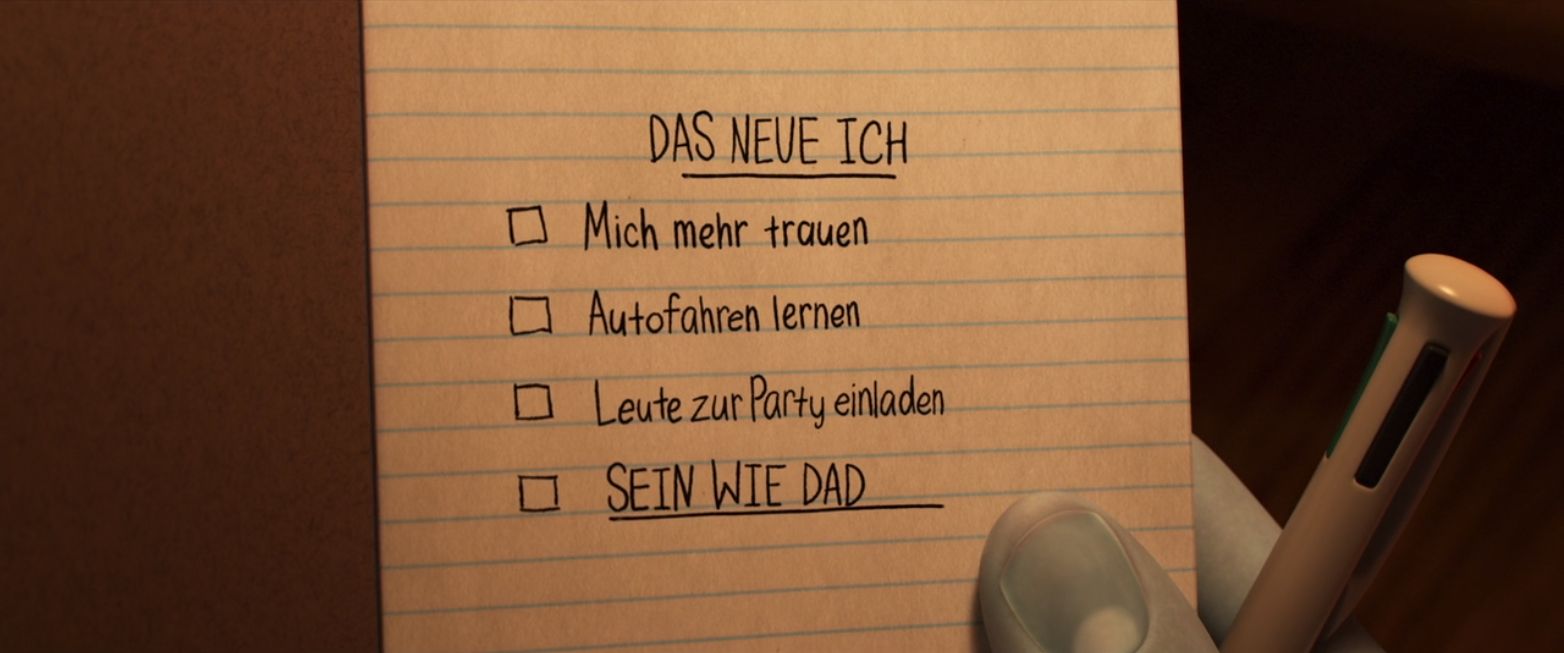 DAS NEUE ICH
Mich mehr trauen
Autofahren lernen
Leute zur Party einladen
SEIN WIE DAD